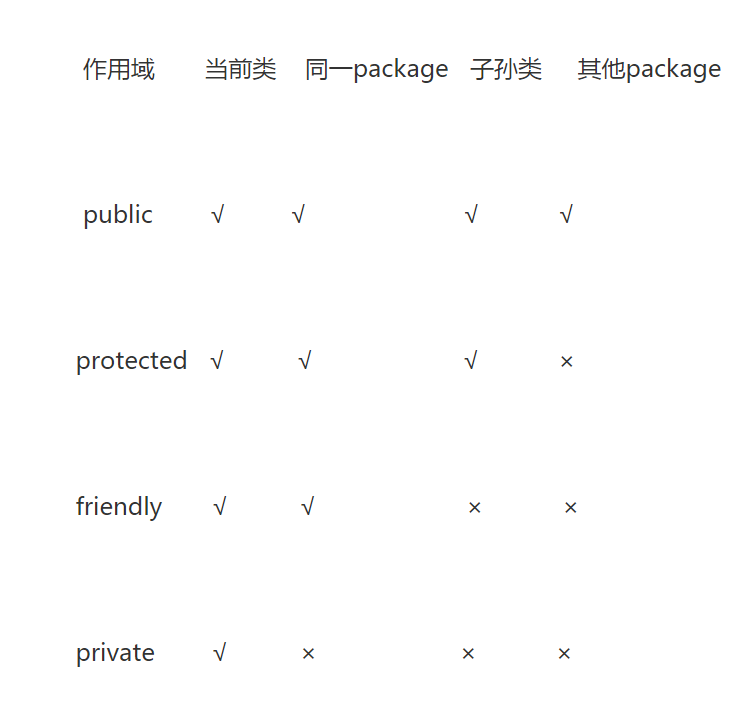 作用域 当前类 同一package 子孙类 其他package
public √ √ √ √
protected √ √ √ ×
friendly √ √ × ×
private √ × × ×